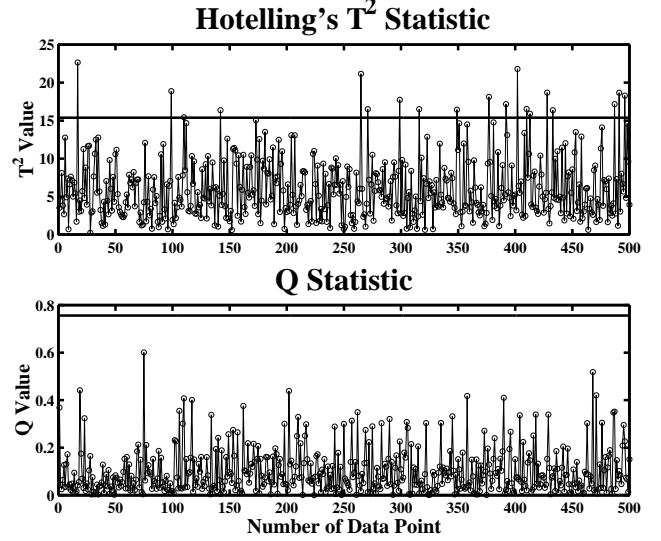 Hotelling's T² Statistic
25
20
15
10
5
0
T² Value
0 50 100 150 200 250 300 350 400 450 500
Q Statistic
0.8
0.6
0.4
0.2
0
Q Value
0 50 100 150 200 250 300 350 400 450 500
Number of Data Point